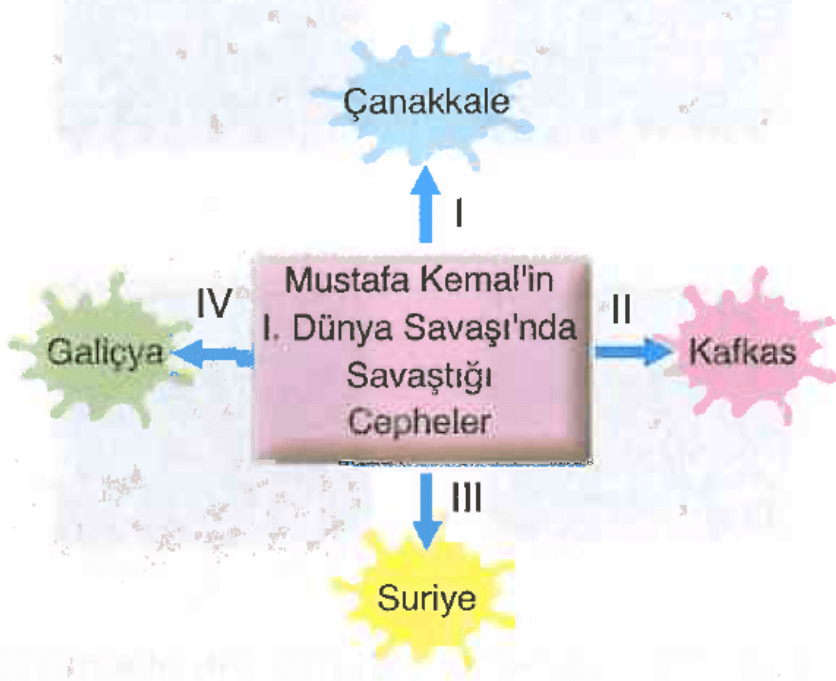 Çanakkale
I
Mustafa Kemal'in
I. Dünya Savaşı'nda
Savaştığı
Cepheler
IV
Galiçya
II
Kafkas
III
Suriye